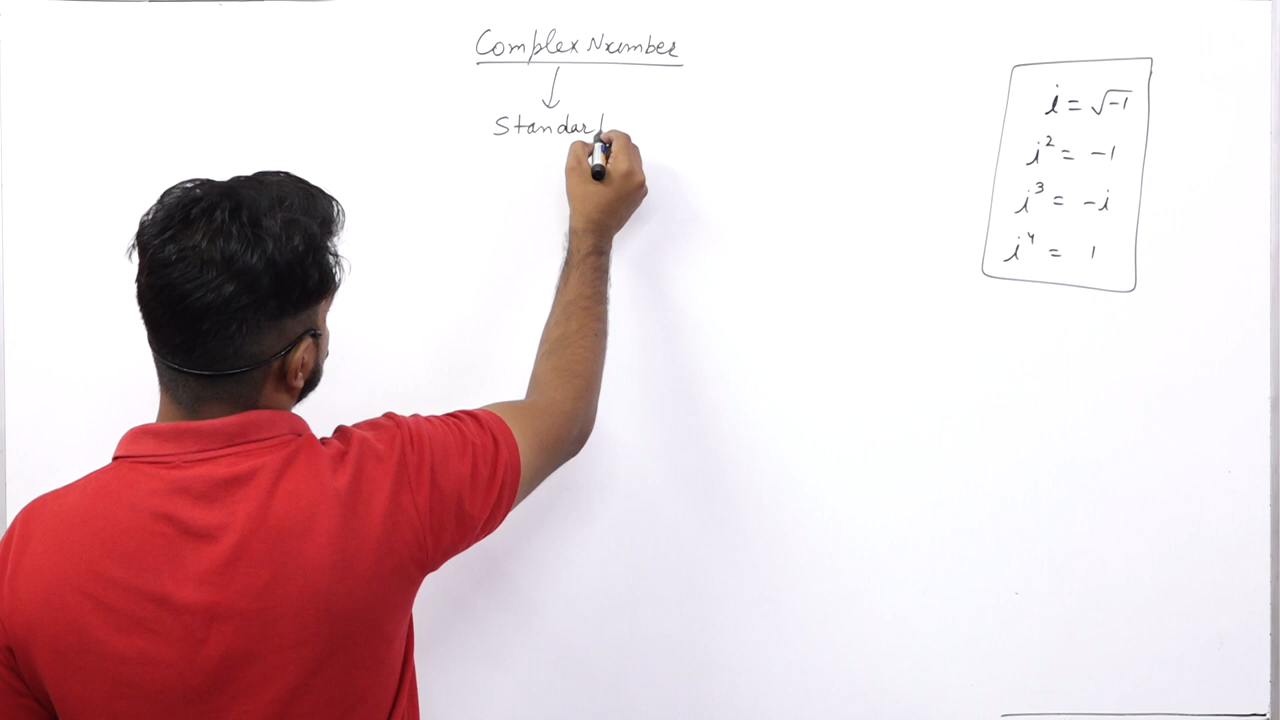 Complex Number
↓
Standard
i = √-1
i² = -1
i³ = -i
i⁴ = 1